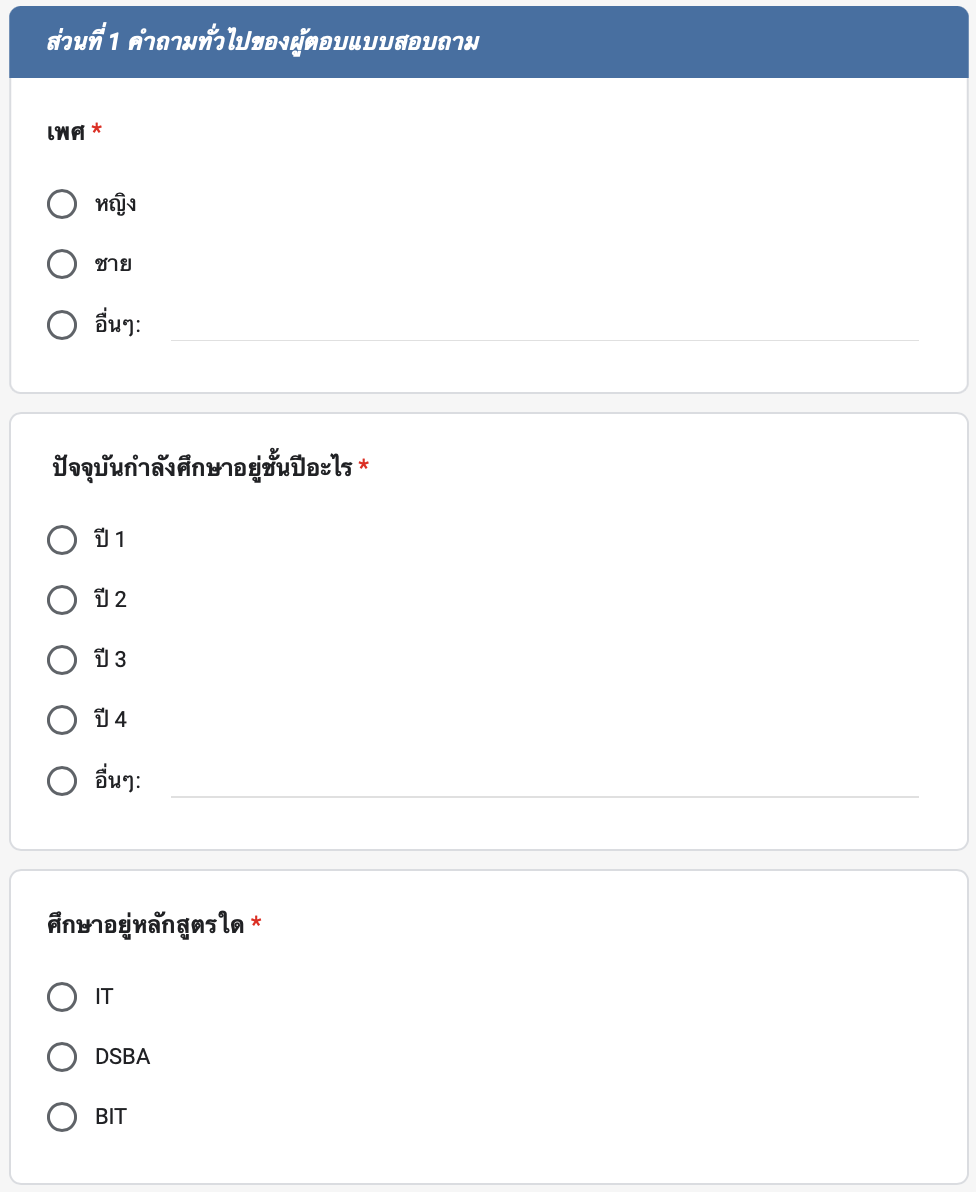 ส่วนที่ 1 คำถามทั่วไปของผู้ตอบแบบสอบถาม
เพศ *
หญิง
ชาย
อื่นๆ:
ปัจจุบันกำลังศึกษาอยู่ชั้นปีอะไร *
ปี 1
ปี 2
ปี 3
ปี 4
อื่นๆ:
ศึกษาอยู่หลักสูตรใด *
IT
DSBA
BIT